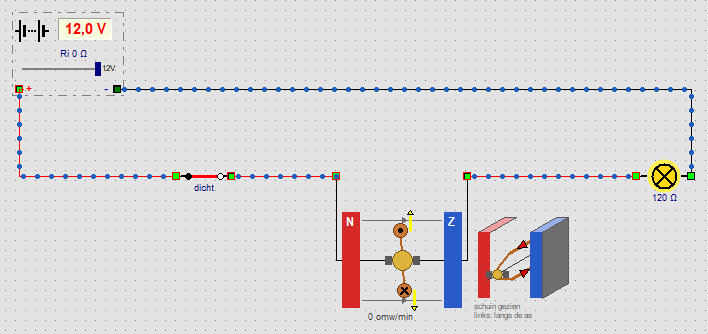 12,0 V
Ri 0 Ω
12V
+
-
dicht
120 Ω
N
Z
0 omw/min
schuin gezien
links: langs de as